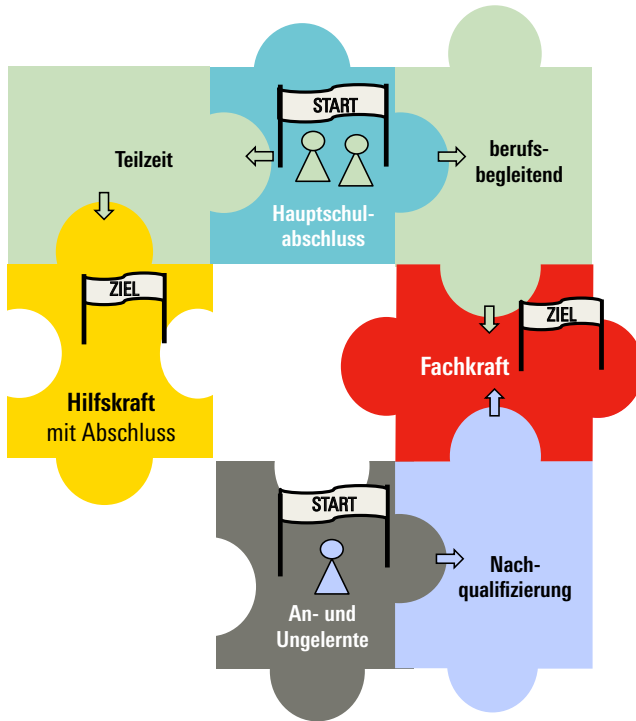 START
Teilzeit
berufs-
begleitend
Hauptschul-
abschluss
ZIEL
ZIEL
Fachkraft
Hilfskraft
mit Abschluss
START
Nach-
qualifizierung
An- und
Ungelernte